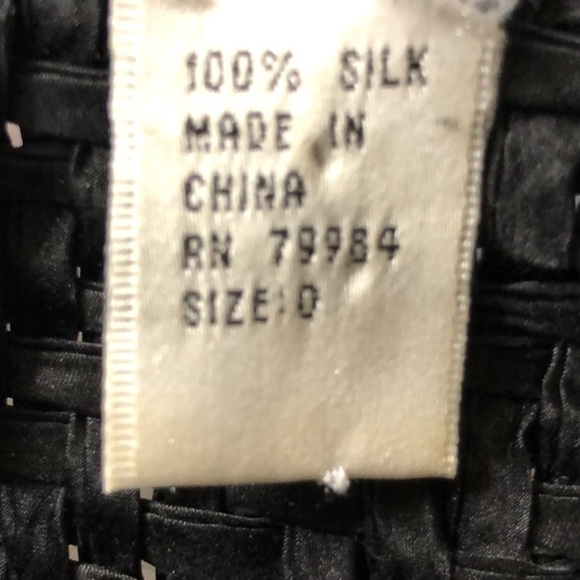 100% SILK
MADE IN
CHINA
RN 79984
SIZE:0